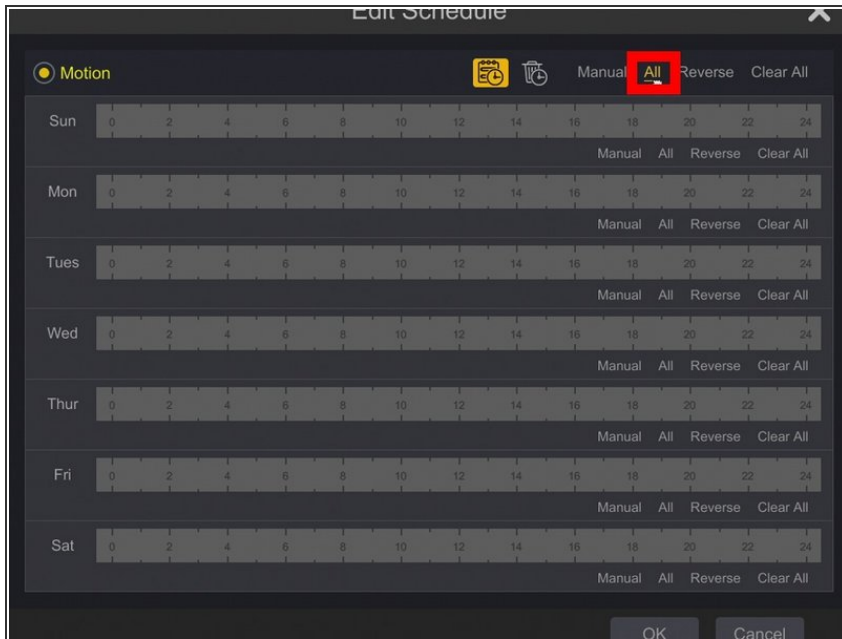 Edit Schedule
Motion Manual All Reverse Clear All
Sun 0 2 4 6 8 10 12 14 16 18 20 22 24
Manual All Reverse Clear All
Mon 0 2 4 6 8 10 12 14 16 18 20 22 24
Manual All Reverse Clear All
Tues 0 2 4 6 8 10 12 14 16 18 20 22 24
Manual All Reverse Clear All
Wed 0 2 4 6 8 10 12 14 16 18 20 22 24
Manual All Reverse Clear All
Thur 0 2 4 6 8 10 12 14 16 18 20 22 24
Manual All Reverse Clear All
Fri 0 2 4 6 8 10 12 14 16 18 20 22 24
Manual All Reverse Clear All
Sat 0 2 4 6 8 10 12 14 16 18 20 22 24
Manual All Reverse Clear All
OK Cancel